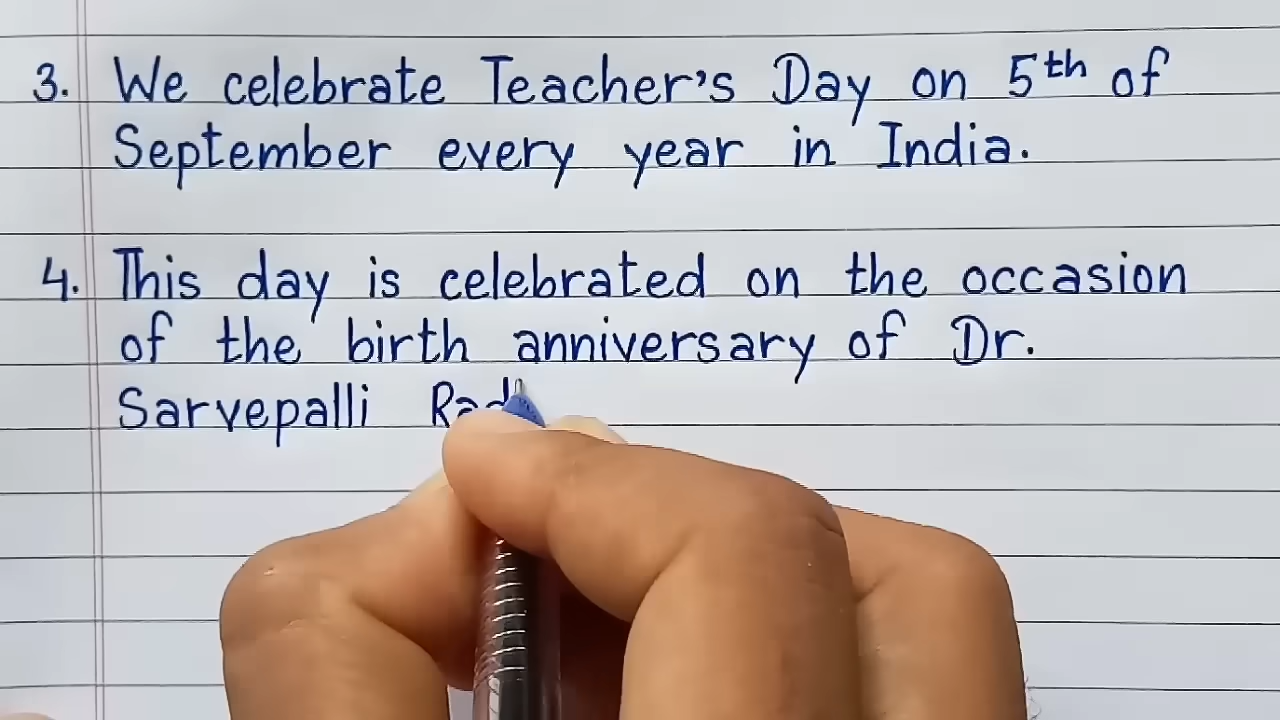 3. We celebrate Teacher's Day on 5th of
September every year in India.
4. This day is celebrated on the occasion
of the birth anniversary of Dr.
Sarvepalli